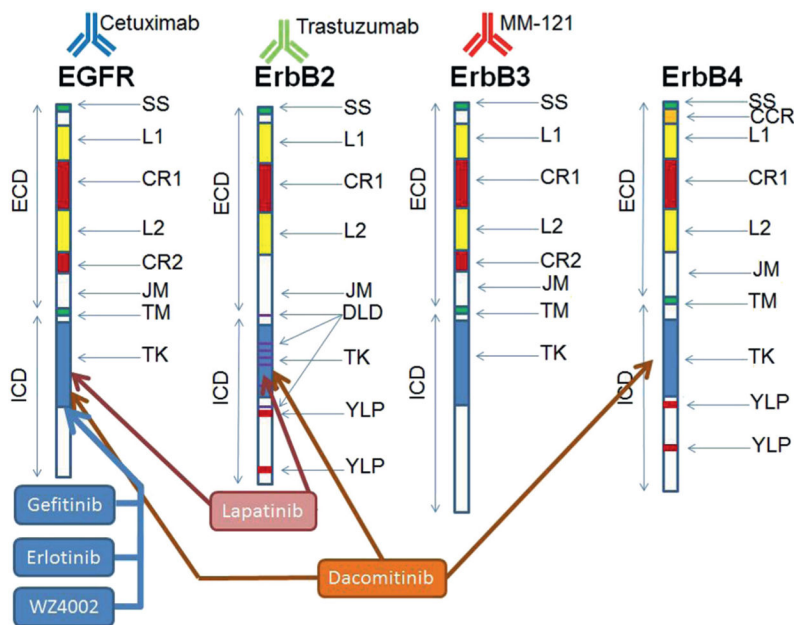 Cetuximab
Trastuzumab
MM-121
EGFR
ErbB2
ErbB3
ErbB4
ECD
ICD
SS
L1
CR1
L2
CR2
JM
TM
TK
ECD
ICD
SS
L1
CR1
L2
JM
DLD
TK
YLP
YLP
ECD
ICD
SS
L1
CR1
L2
CR2
JM
TM
TK
ECD
ICD
SS
CCR
L1
CR1
L2
JM
TM
TK
YLP
YLP
Gefitinib
Erlotinib
WZ4002
Lapatinib
Dacomitinib